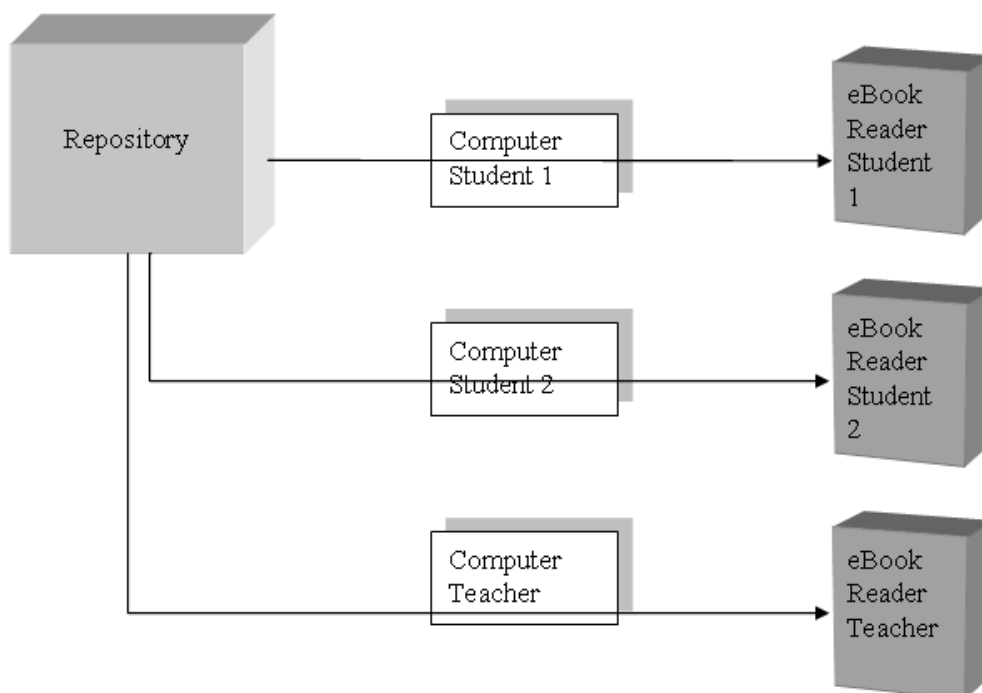 Repository
Computer
Student 1
eBook
Reader
Student
1
Computer
Student 2
eBook
Reader
Student
2
Computer
Teacher
eBook
Reader
Teacher